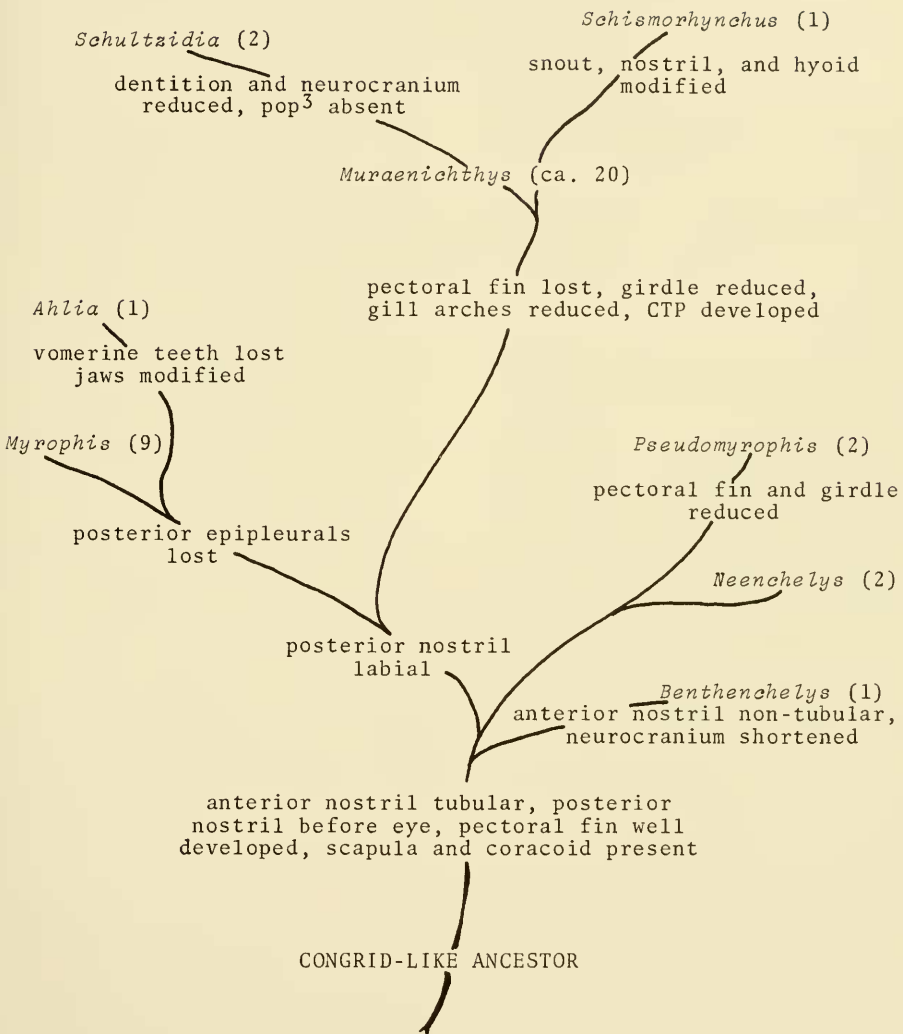 Schismorhynchus (1)
Schultzidia (2)
snout, nostril, and hyoid
modified
dentition and neurocranium
reduced, pop3 absent
Muraenichthys (ca. 20)
pectoral fin lost, girdle reduced,
gill arches reduced, CTP developed
Ahlia (1)
vomerine teeth lost
jaws modified
Myrophis (9)
Pseudomyrophis (2)
pectoral fin and girdle
reduced
posterior epipleurals
lost
Neenchelys (2)
posterior nostril
labial
Benthenchelys (1)
anterior nostril non-tubular,
neurocranium shortened
anterior nostril tubular, posterior
nostril before eye, pectoral fin well
developed, scapula and coracoid present
CONGRID-LIKE ANCESTOR